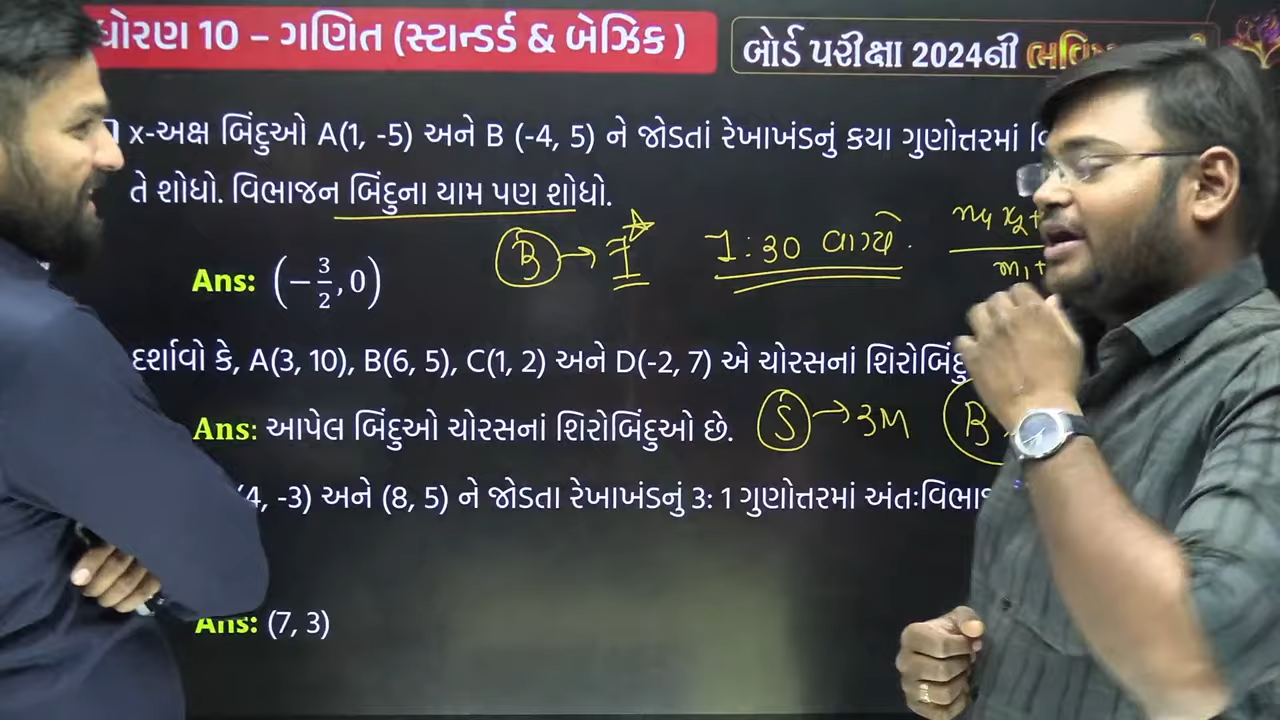 ધોરણ 10 – ગણિત (સ્ટાન્ડર્ડ & બેઝિક )
બોર્ડ પરીક્ષા 2024ની
x-અક્ષ બિંદુઓ A(1, -5) અને B (-4, 5) ને જોડતાં રેખાખંડનું કયા ગુણોત્તરમાં
તે શોધો. વિભાજન બિંદુના યામ પણ શોધો.
B → I
1:30 વાગ્યે.
Ans: (-3/2, 0)
દર્શાવો કે, A(3, 10), B(6, 5), C(1, 2) અને D(-2, 7) એ ચોરસનાં
Ans: આપેલ બિંદુઓ ચોરસનાં શિરોબિંદુઓ છે.
S → 3M B
(4, -3) અને (8, 5) ને જોડતા રેખાખંડનું 3: 1 ગુણોત્તરમાં
Ans: (7, 3)